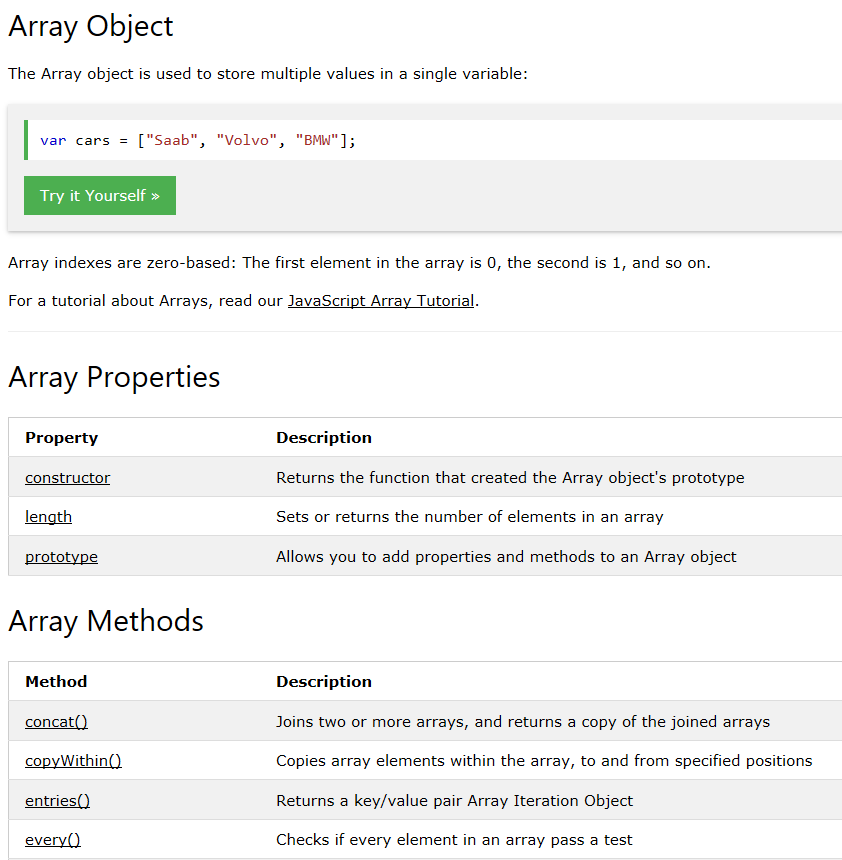 Array Object
The Array object is used to store multiple values in a single variable:
var cars = ["Saab", "Volvo", "BMW"];
Try it Yourself »
Array indexes are zero-based: The first element in the array is 0, the second is 1, and so on.
For a tutorial about Arrays, read our JavaScript Array Tutorial.
Array Properties
Property Description
constructor Returns the function that created the Array object's prototype
length Sets or returns the number of elements in an array
prototype Allows you to add properties and methods to an Array object
Array Methods
Method Description
concat() Joins two or more arrays, and returns a copy of the joined arrays
copyWithin() Copies array elements within the array, to and from specified positions
entries() Returns a key/value pair Array Iteration Object
every() Checks if every element in an array pass a test